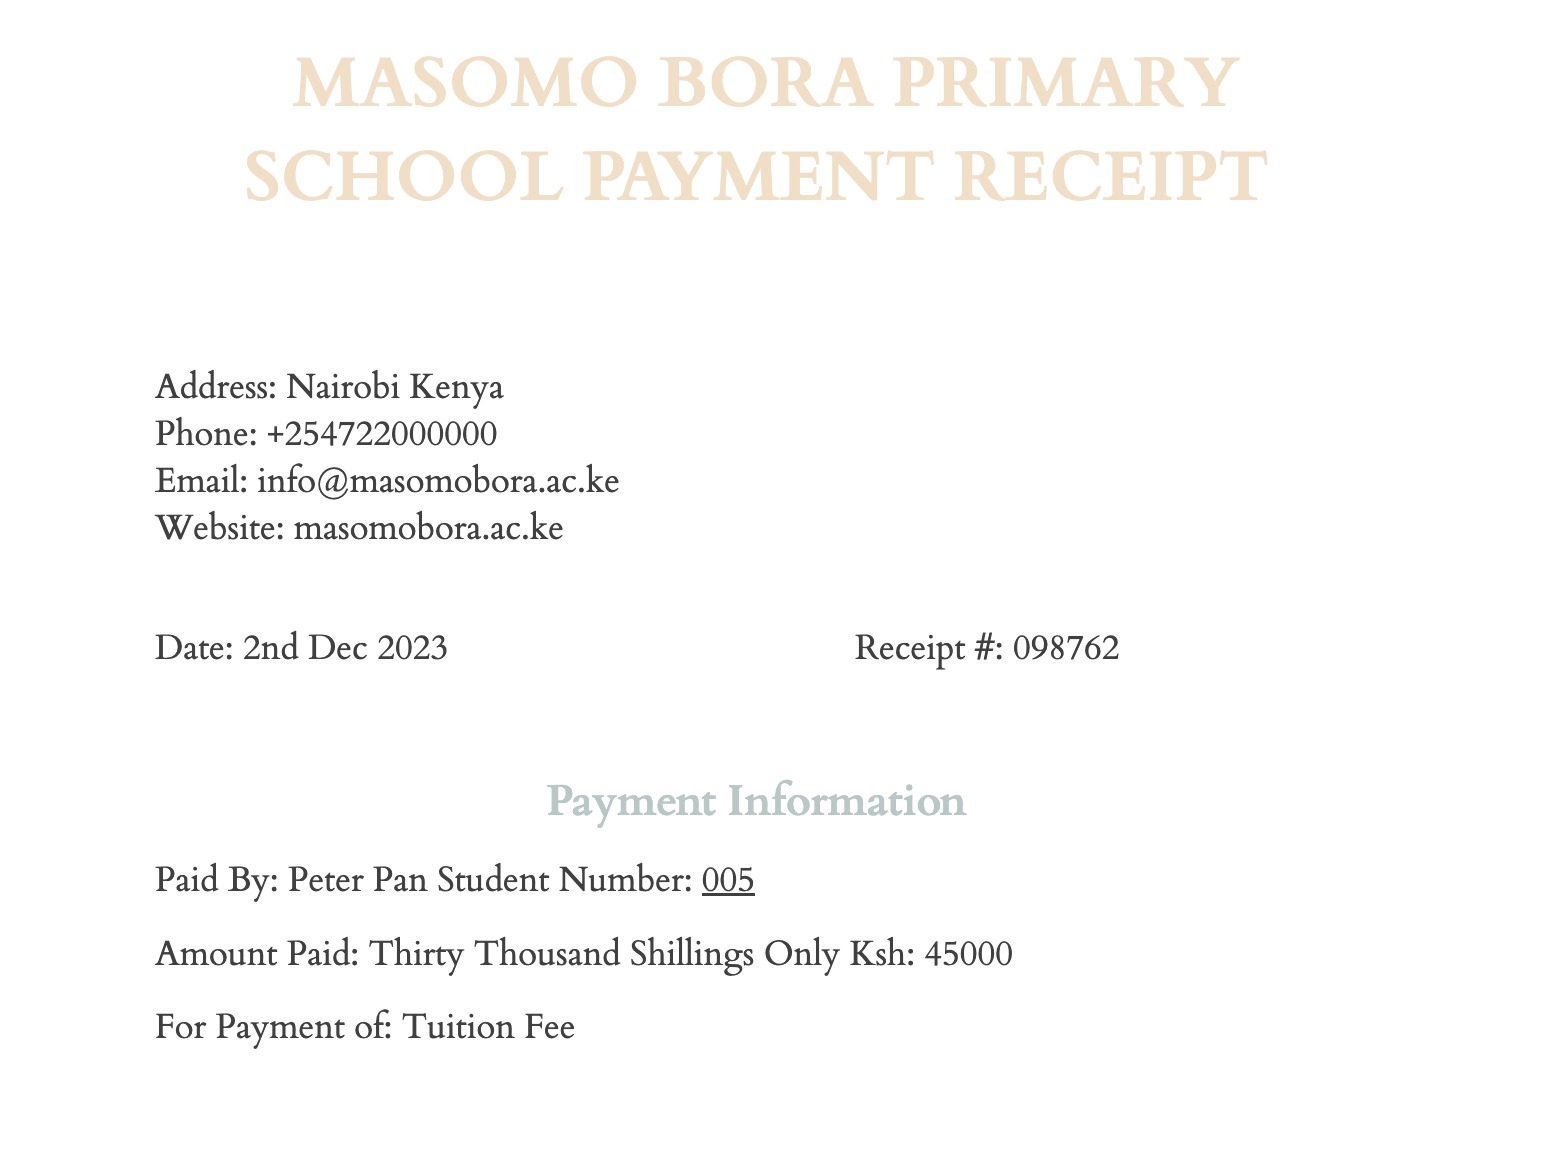 MASOMO BORA PRIMARY
SCHOOL PAYMENT RECEIPT
Address: Nairobi Kenya
Phone: +254722000000
Email: info@masomobora.ac.ke
Website: masomobora.ac.ke
Date: 2nd Dec 2023 Receipt #: 098762
Payment Information
Paid By: Peter Pan Student Number: 005
Amount Paid: Thirty Thousand Shillings Only Ksh: 45000
For Payment of: Tuition Fee